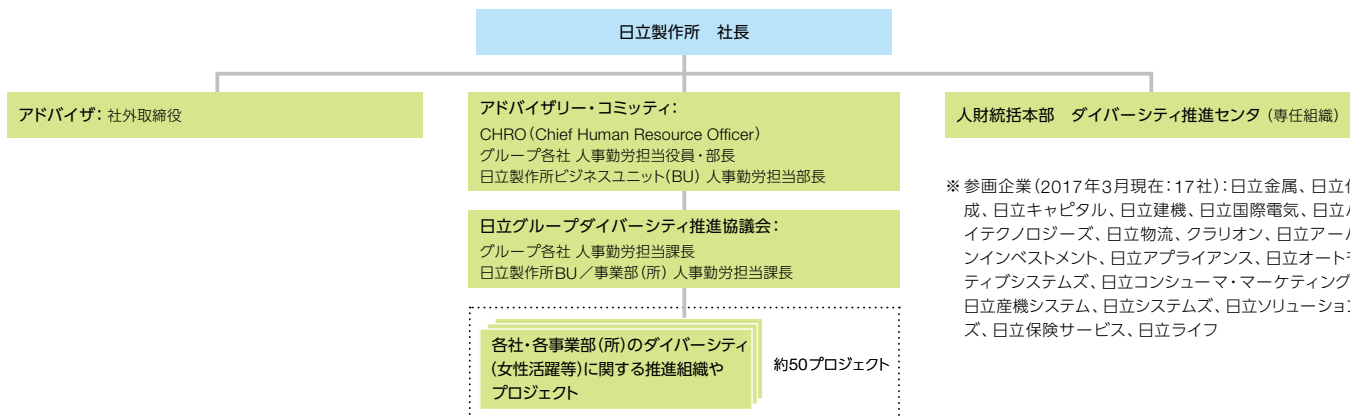 日立製作所　社長
アドバイザ：社外取締役
アドバイザリー・コミッティ：
CHRO（Chief Human Resource Officer）
グループ各社 人事勤労担当役員・部長
日立製作所ビジネスユニット（BU） 人事勤労担当部長
人財統括本部　ダイバーシティ推進センタ（専任組織）
日立グループダイバーシティ推進協議会：
グループ各社 人事勤労担当課長
日立製作所BU／事業部（所） 人事勤労担当課長
各社・各事業部（所）のダイバーシティ
（女性活躍等）に関する推進組織や
プロジェクト
約50プロジェクト
※ 参画企業（2017年3月現在：17社）：日立金属、日立
成、日立キャピタル、日立建機、日立国際電気、日立
イテクノロジーズ、日立物流、クラリオン、日立アー
ンインベストメント、日立アプライアンス、日立オート
ティブシステムズ、日立コンシューマ・マーケティング
日立産機システム、日立システムズ、日立ソリューション
ズ、日立保険サービス、日立ライフ